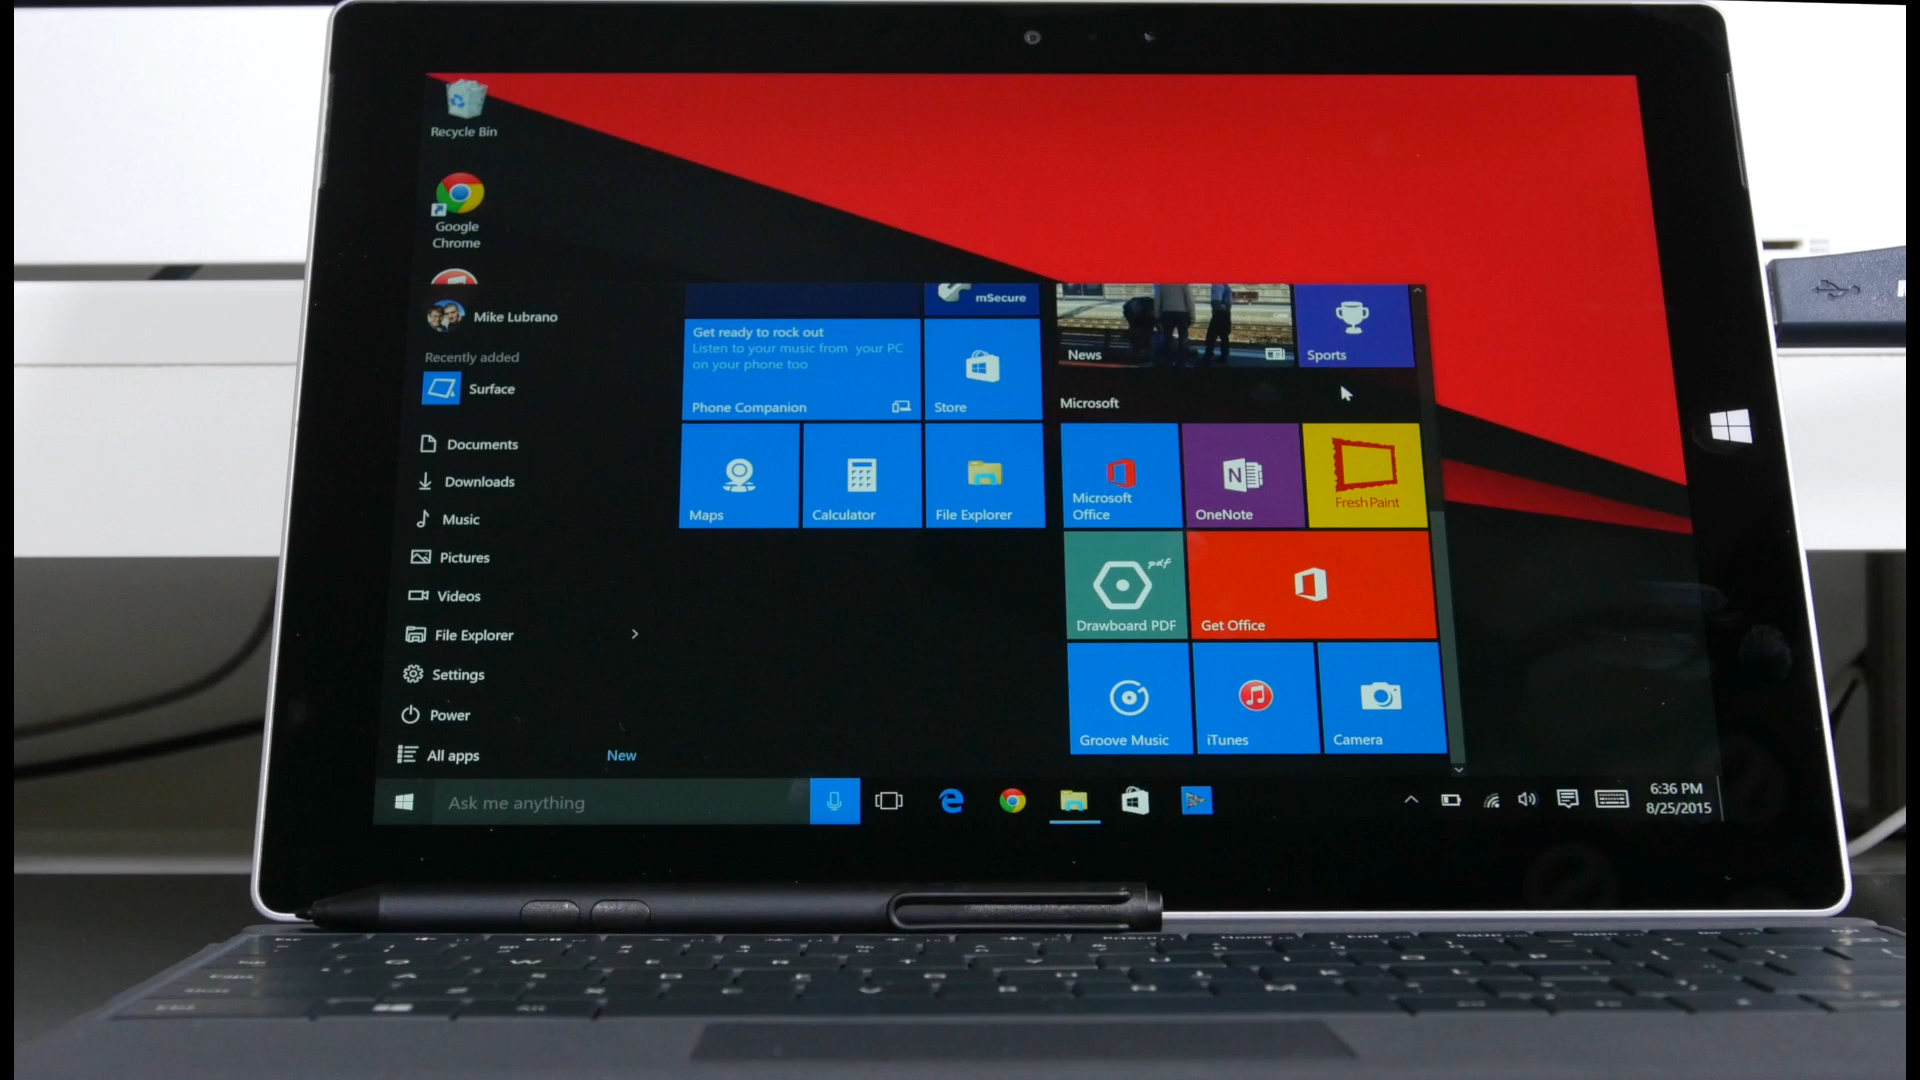 Recycle Bin
Google
Chrome
Mike Lubrano
Recently added
Surface
Documents
Downloads
Music
Pictures
Videos
File Explorer
Settings
Power
All apps
New
mSecure
Get ready to rock out
Listen to your music from your PC
on your phone too
Phone Companion
Store
Maps
Calculator
File Explorer
News
Sports
Microsoft
Microsoft
Office
N
OneNote
Fresh Paint
pdf
Drawboard PDF
Get Office
Groove Music
iTunes
Camera
Ask me anything
6:36 PM
8/25/2015